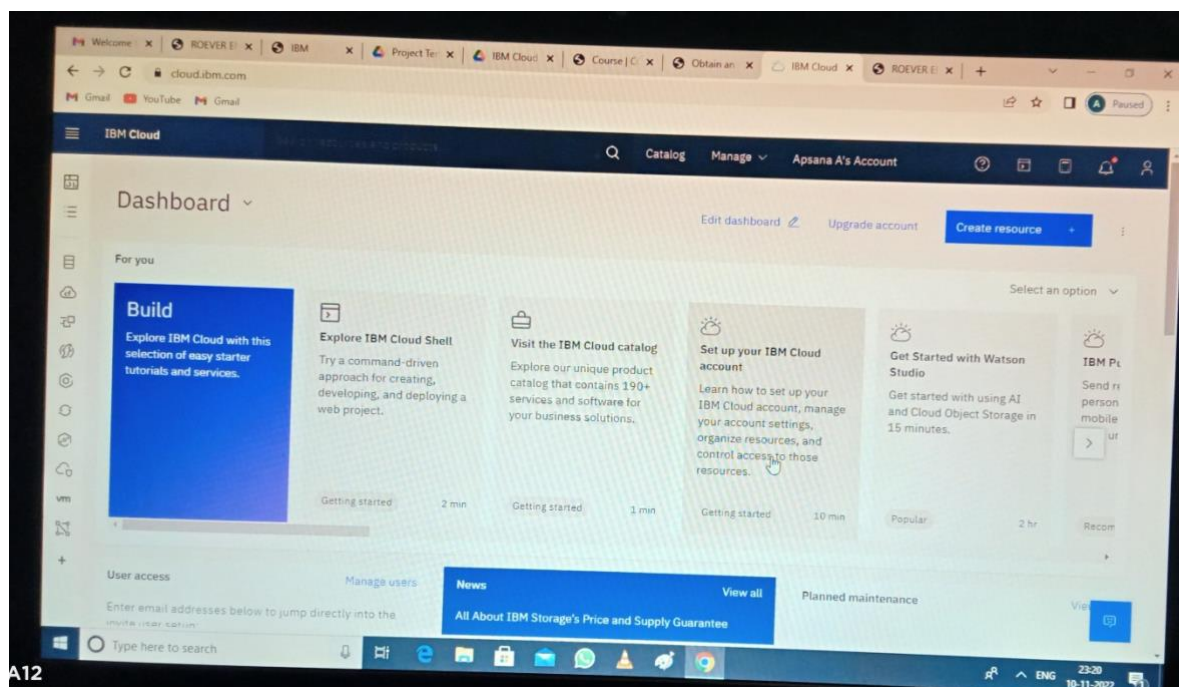 Welcome
ROEVER E
IBM
Project Te
IBM Cloud
Course | C
Obtain an
IBM Cloud
ROEVER E
cloud.ibm.com
Gmail
YouTube
Gmail
Paused
IBM Cloud
Catalog
Manage
Apsana A's Account
Dashboard
Edit dashboard
Upgrade account
Create resource +
For you
Select an option
Build
Explore IBM Cloud with this
selection of easy starter
tutorials and services.
Explore IBM Cloud Shell
Try a command-driven
approach for creating,
developing, and deploying a
web project.
Getting started
2 min
Visit the IBM Cloud catalog
Explore our unique product
catalog that contains 190+
services and software for
your business solutions.
Getting started
1 min
Set up your IBM Cloud
account
Learn how to set up your
IBM Cloud account, manage
your account settings,
organize resources, and
control access to those
resources.
Getting started
10 min
Get Started with Watson
Studio
Get started with using AI
and Cloud Object Storage in
15 minutes.
Popular
2 hr
IBM P
Send re
person
mobile
ur
Recom
vm
User access
Manage users
Enter email addresses below to jump directly into the
invite user setup
News
View all
All About IBM Storage's Price and Supply Guarantee
Planned maintenance
Type here to search
ENG
23:20
10-11-2022
A12